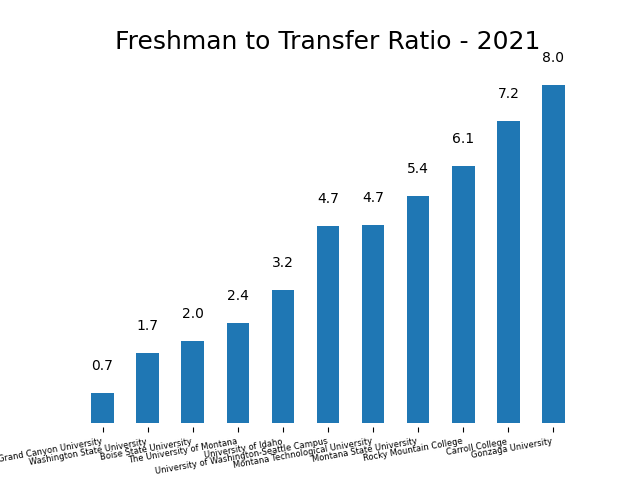 Freshman to Transfer Ratio - 2021
8.0
7.2
6.1
5.4
4.7
4.7
3.2
2.4
2.0
1.7
0.7
Grand Canyon University
Washington State University
Boise State University
The University of Montana
University of Idaho
University of Washington-Seattle Campus
Montana Technological University
Montana State University
Rocky Mountain College
Carroll College
Gonzaga University